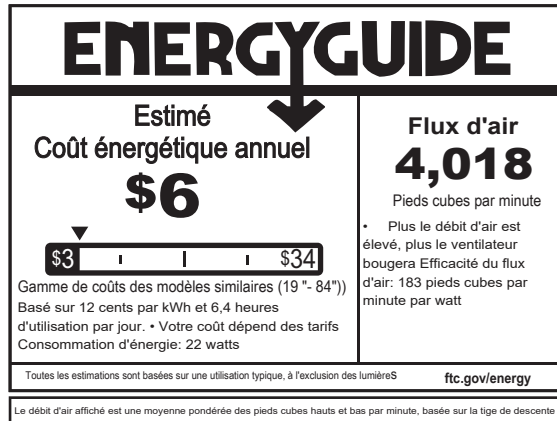 ENERGYGUIDE
Estimé
Coût énergétique annuel
$6
$3
$34
Gamme de coûts des modèles similaires (19 "- 84"))
Basé sur 12 cents par kWh et 6,4 heures
d'utilisation par jour. • Votre coût dépend des tarifs
Consommation d'énergie: 22 watts
Flux d'air
4,018
Pieds cubes par minute
• Plus le débit d'air est
élevé, plus le ventilateur
bougera Efficacité du flux
d'air: 183 pieds cubes par
minute par watt
Toutes les estimations sont basées sur une utilisation typique, à l'exclusion des lumièreS
ftc.gov/energy
Le débit d'air affiché est une moyenne pondérée des pieds cubes hauts et bas par minute, basée sur la tige de descente